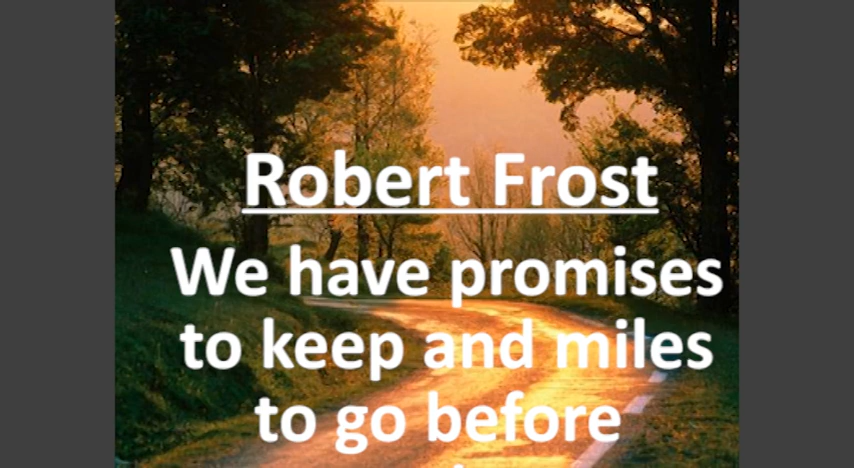 Robert Frost
We have promises
to keep and miles
to go before